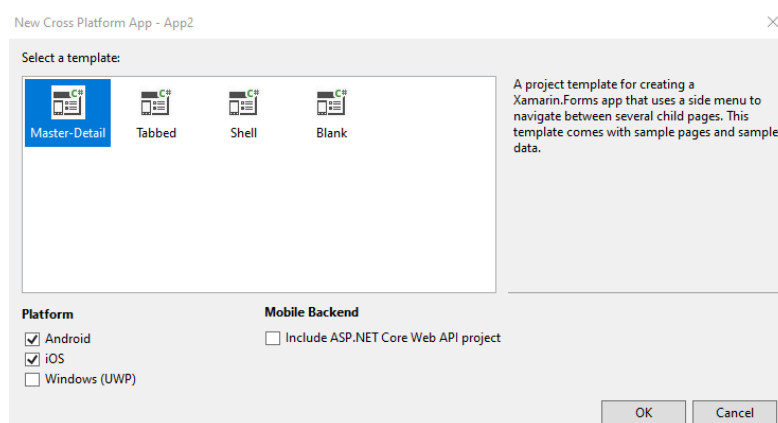 New Cross Platform App - App2
Select a template:
C#
Master-Detail
C#
Tabbed
C#
Shell
C#
Blank
A project template for creating a
Xamarin.Forms app that uses a side menu to
navigate between several child pages. This
template comes with sample pages and sample
data.
Platform
Android
iOS
Windows (UWP)
Mobile Backend
Include ASP.NET Core Web API project
OK
Cancel